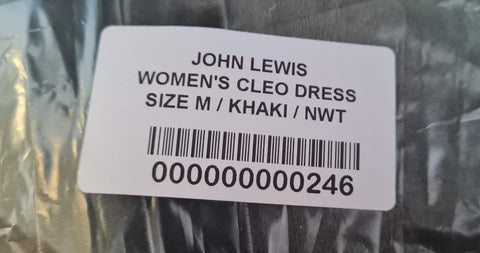 JOHN LEWIS
WOMEN'S CLEO DRESS
SIZE M / KHAKI / NWT
000000000246